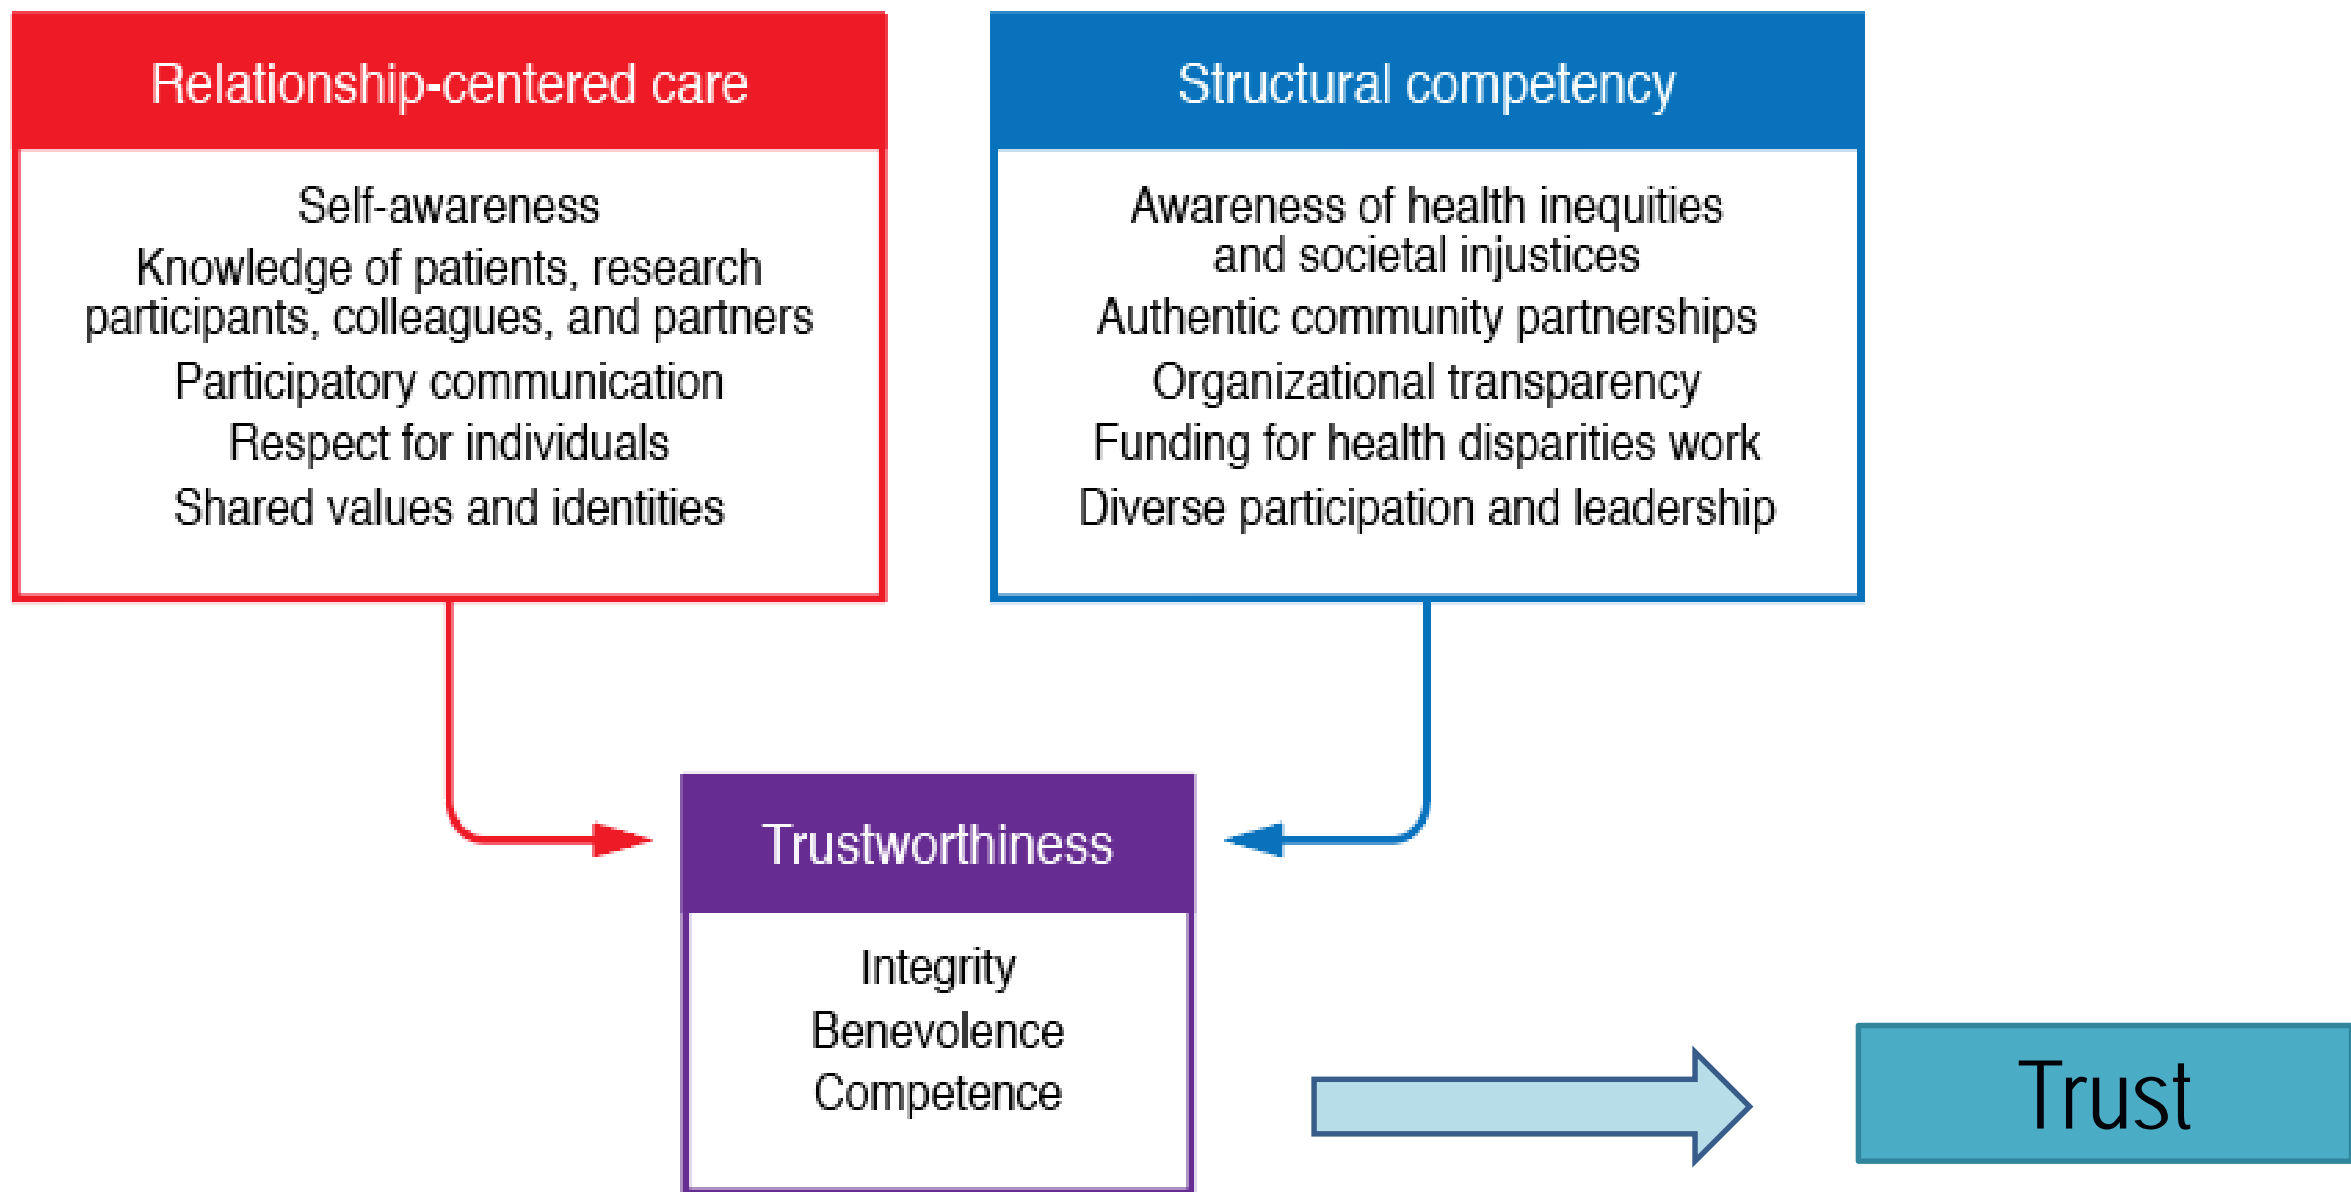 Relationship-centered care
Self-awareness
Knowledge of patients, research
participants, colleagues, and partners
Participatory communication
Respect for individuals
Shared values and identities
Structural competency
Awareness of health inequities
and societal injustices
Authentic community partnerships
Organizational transparency
Funding for health disparities work
Diverse participation and leadership
Trustworthiness
Integrity
Benevolence
Competence
Trust